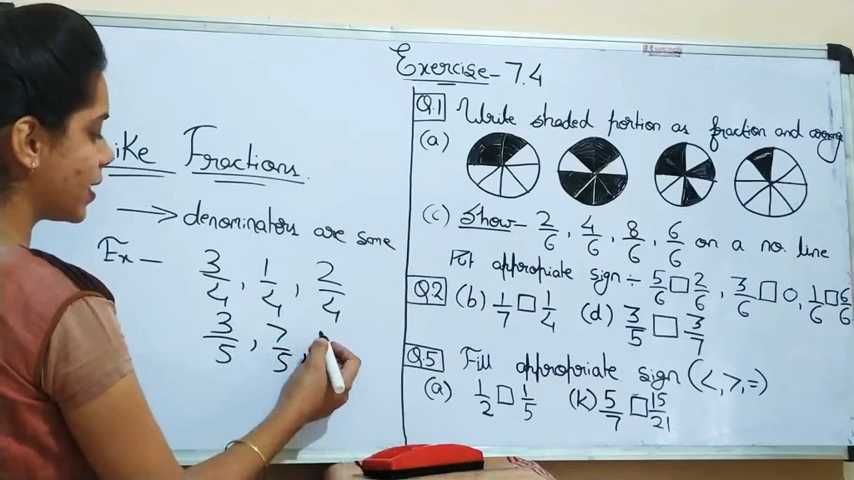 iKe Fractions.
→ denominators are same
Ex - 3/4, 1/4, 2/4
3/5, 7/5,
Exercise - 7.4
Q.1 Write shaded portion as fraction and
(a)
(c) Show - 2/6, 4/6, 8/6, 6/6 on a no. line
Put appropiate sign :- 5/6 □ 2/6, 3/6 □ 0, 1/6 □ 6/6
Q.2 (b) 1/7 □ 1/4 (d) 3/5 □ 3/7
Q.5 Fill appropriate sign (<, >, =)
(a) 1/2 □ 1/5 (k) 5/7 □ 15/21